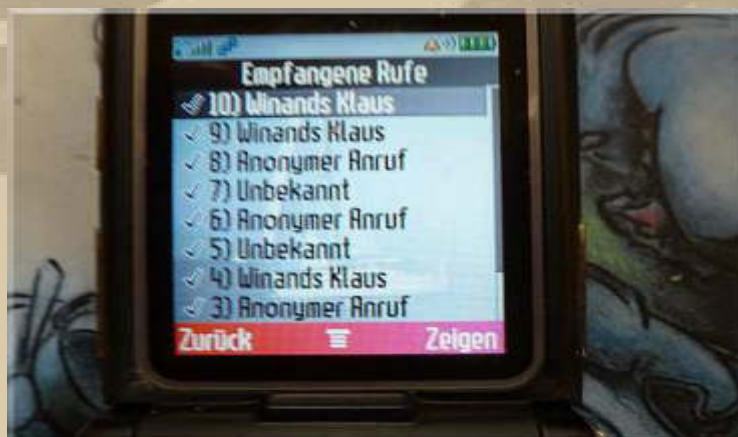 Empfangene Rufe
10) Winands Klaus
9) Winands Klaus
8) Anonymer Anruf
7) Unbekannt
6) Anonymer Anruf
5) Unbekannt
4) Winands Klaus
3) Anonymer Anruf
Zurück Zeigen